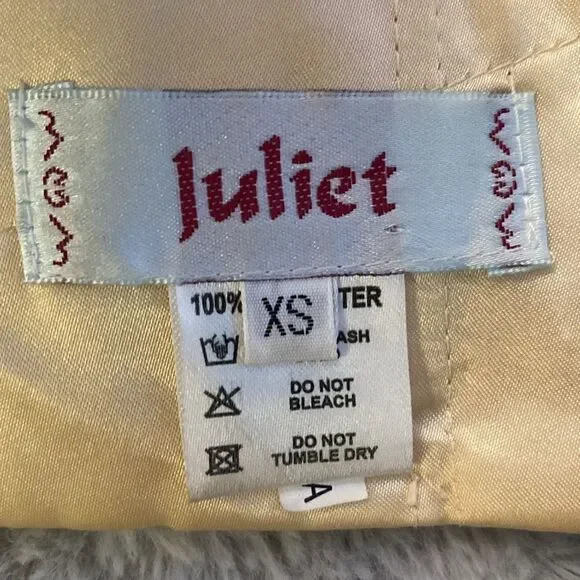 Juliet
100% TER
XS
ASH
DO NOT
BLEACH
DO NOT
TUMBLE DRY
A